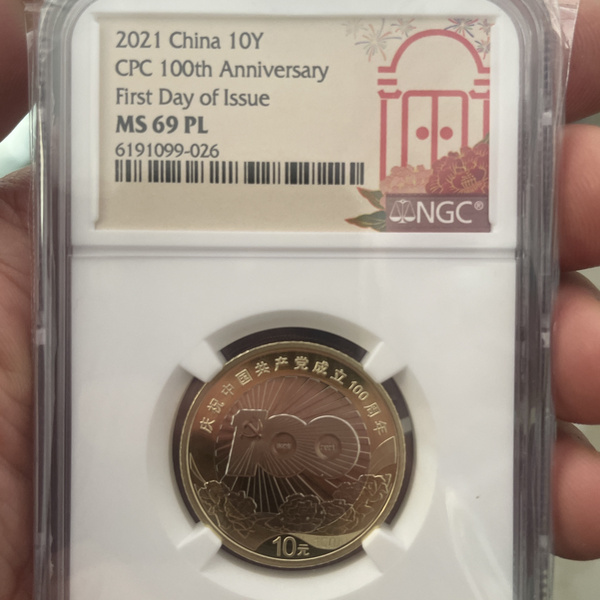 2021 China 10Y
CPC 100th Anniversary
First Day of Issue
MS 69 PL
6191099-026
NGC®
庆祝中国共产党成立100周年
100
10元